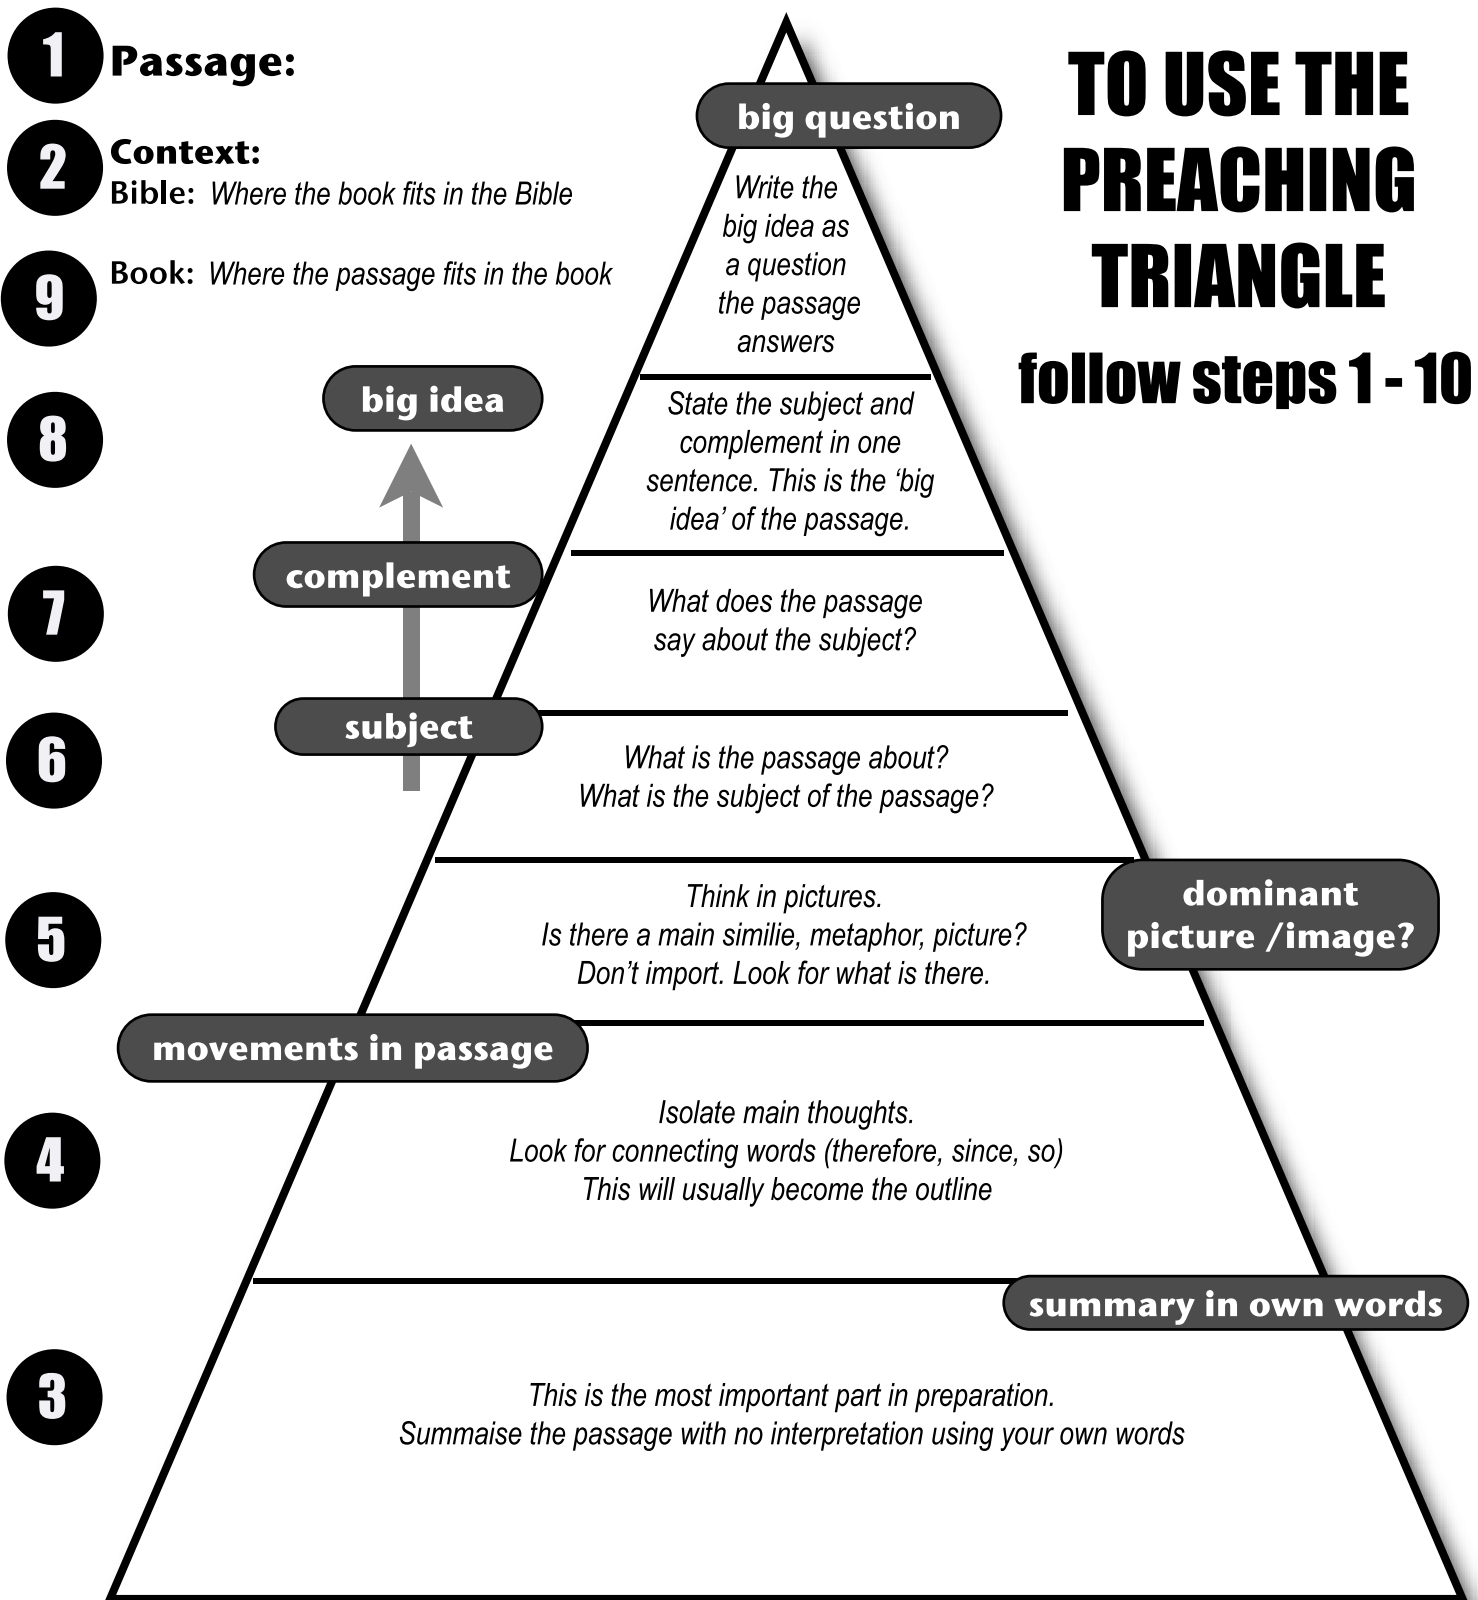 1 Passage:
2 Context:
Bible: Where the book fits in the Bible
9 Book: Where the passage fits in the book
TO USE THE
PREACHING
TRIANGLE
follow steps 1 - 10
big question
Write the
big idea as
a question
the passage
answers
8
big idea
State the subject and
complement in one
sentence. This is the ‘big
idea’ of the passage.
7
complement
What does the passage
say about the subject?
6
subject
What is the passage about?
What is the subject of the passage?
5
dominant
picture /image?
Think in pictures.
Is there a main similie, metaphor, picture?
Don’t import. Look for what is there.
4
movements in passage
Isolate main thoughts.
Look for connecting words (therefore, since, so)
This will usually become the outline
3
summary in own words
This is the most important part in preparation.
Summaise the passage with no interpretation using your own words